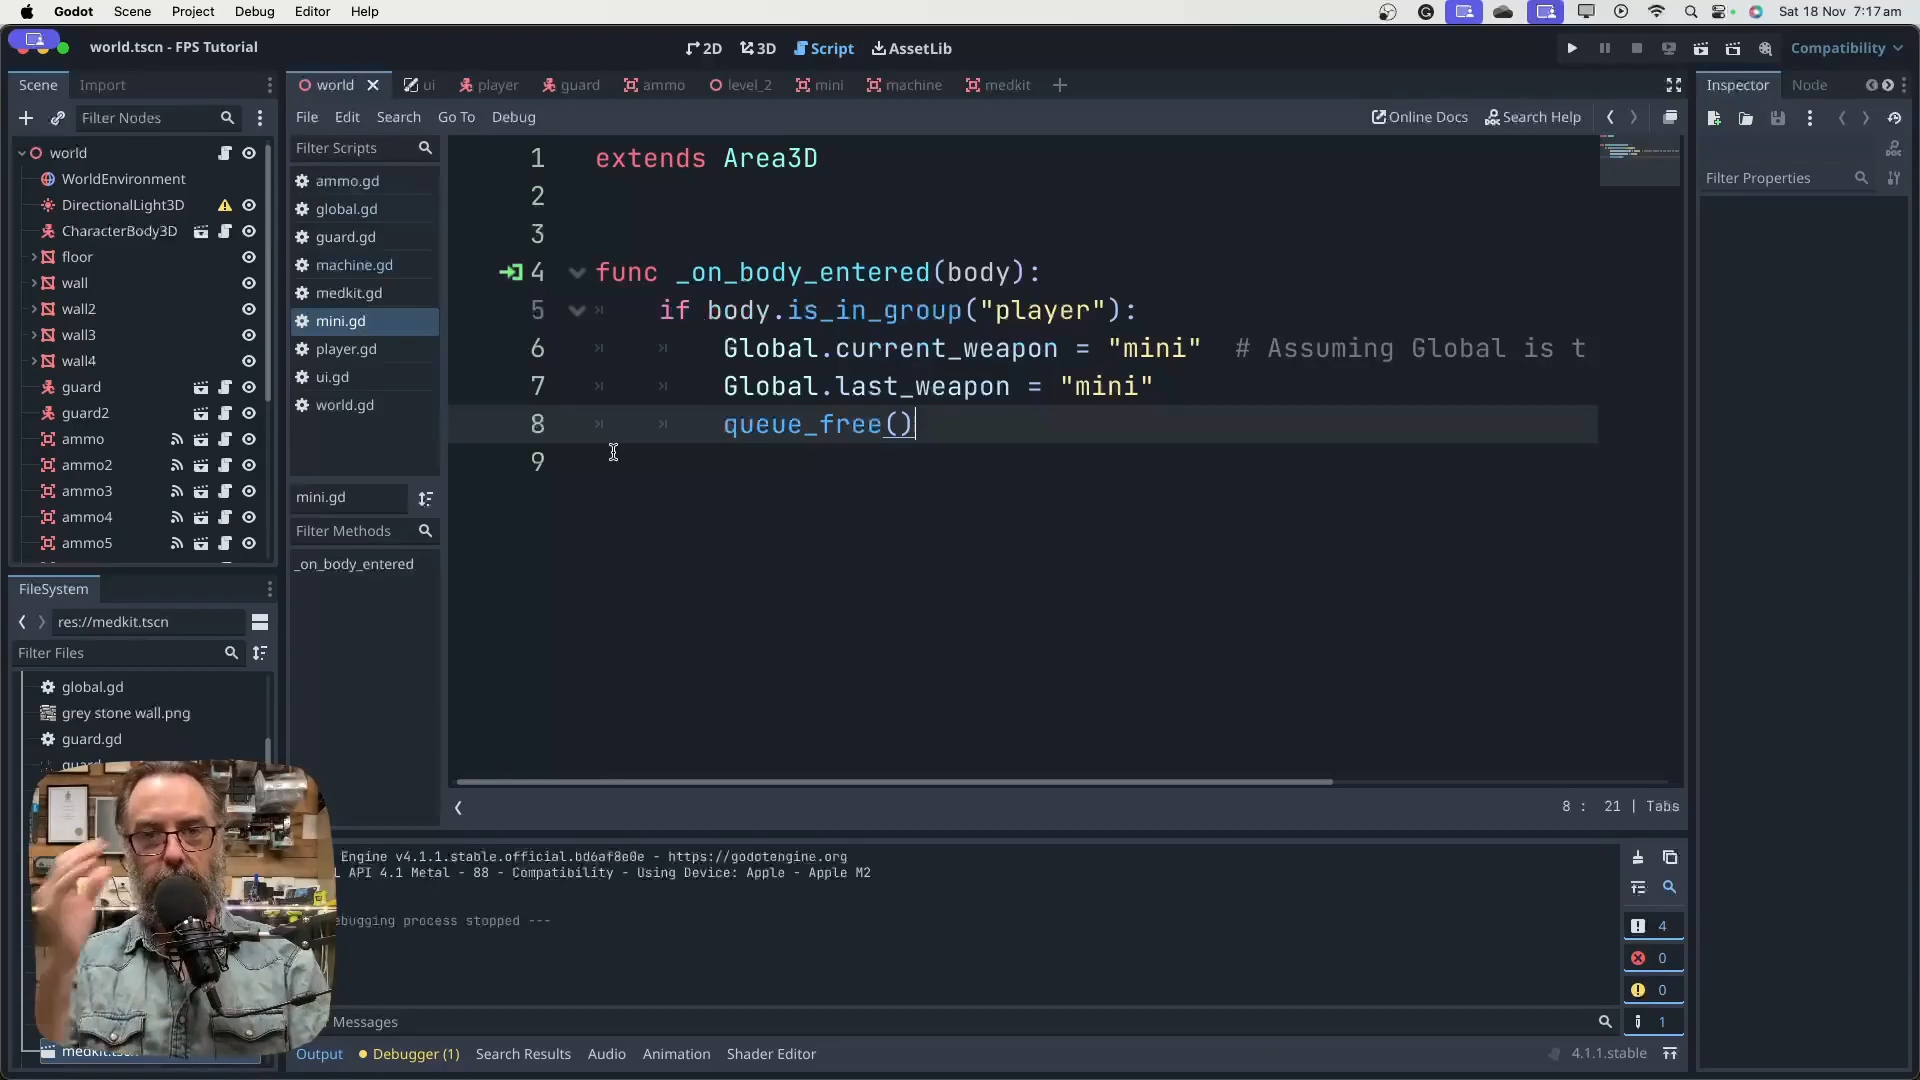 Godot Scene Project Debug Editor Help
Sat 18 Nov 7:17 am
world.tscn - FPS Tutorial
2D 3D Script AssetLib
Compatibility
Scene Import
world ui player guard ammo level_2 mini machine medkit
Inspector Node
Filter Nodes
File Edit Search Go To Debug
Online Docs Search Help
Filter Properties
world
WorldEnvironment
DirectionalLight3D
CharacterBody3D
floor
wall
wall2
wall3
wall4
guard
guard2
ammo
ammo2
ammo3
ammo4
ammo5
Filter Scripts
ammo.gd
global.gd
guard.gd
machine.gd
medkit.gd
mini.gd
player.gd
ui.gd
world.gd
mini.gd
Filter Methods
_on_body_entered
1 extends Area3D
2
3
4 func _on_body_entered(body):
5 if body.is_in_group("player"):
6 Global.current_weapon = "mini" # Assuming Global is t
7 Global.last_weapon = "mini"
8 queue_free()
9
8 : 21 | Tabs
FileSystem
res://medkit.tscn
Filter Files
global.gd
grey stone wall.png
guard.gd
Engine v4.1.1.stable.official.bd6af8e0e - https://godotengine.org
API 4.1 Metal - 88 - Compatibility - Using Device: Apple - Apple M2
process stopped ---
4
0
0
1
Messages
Output Debugger (1) Search Results Audio Animation Shader Editor
4.1.1.stable